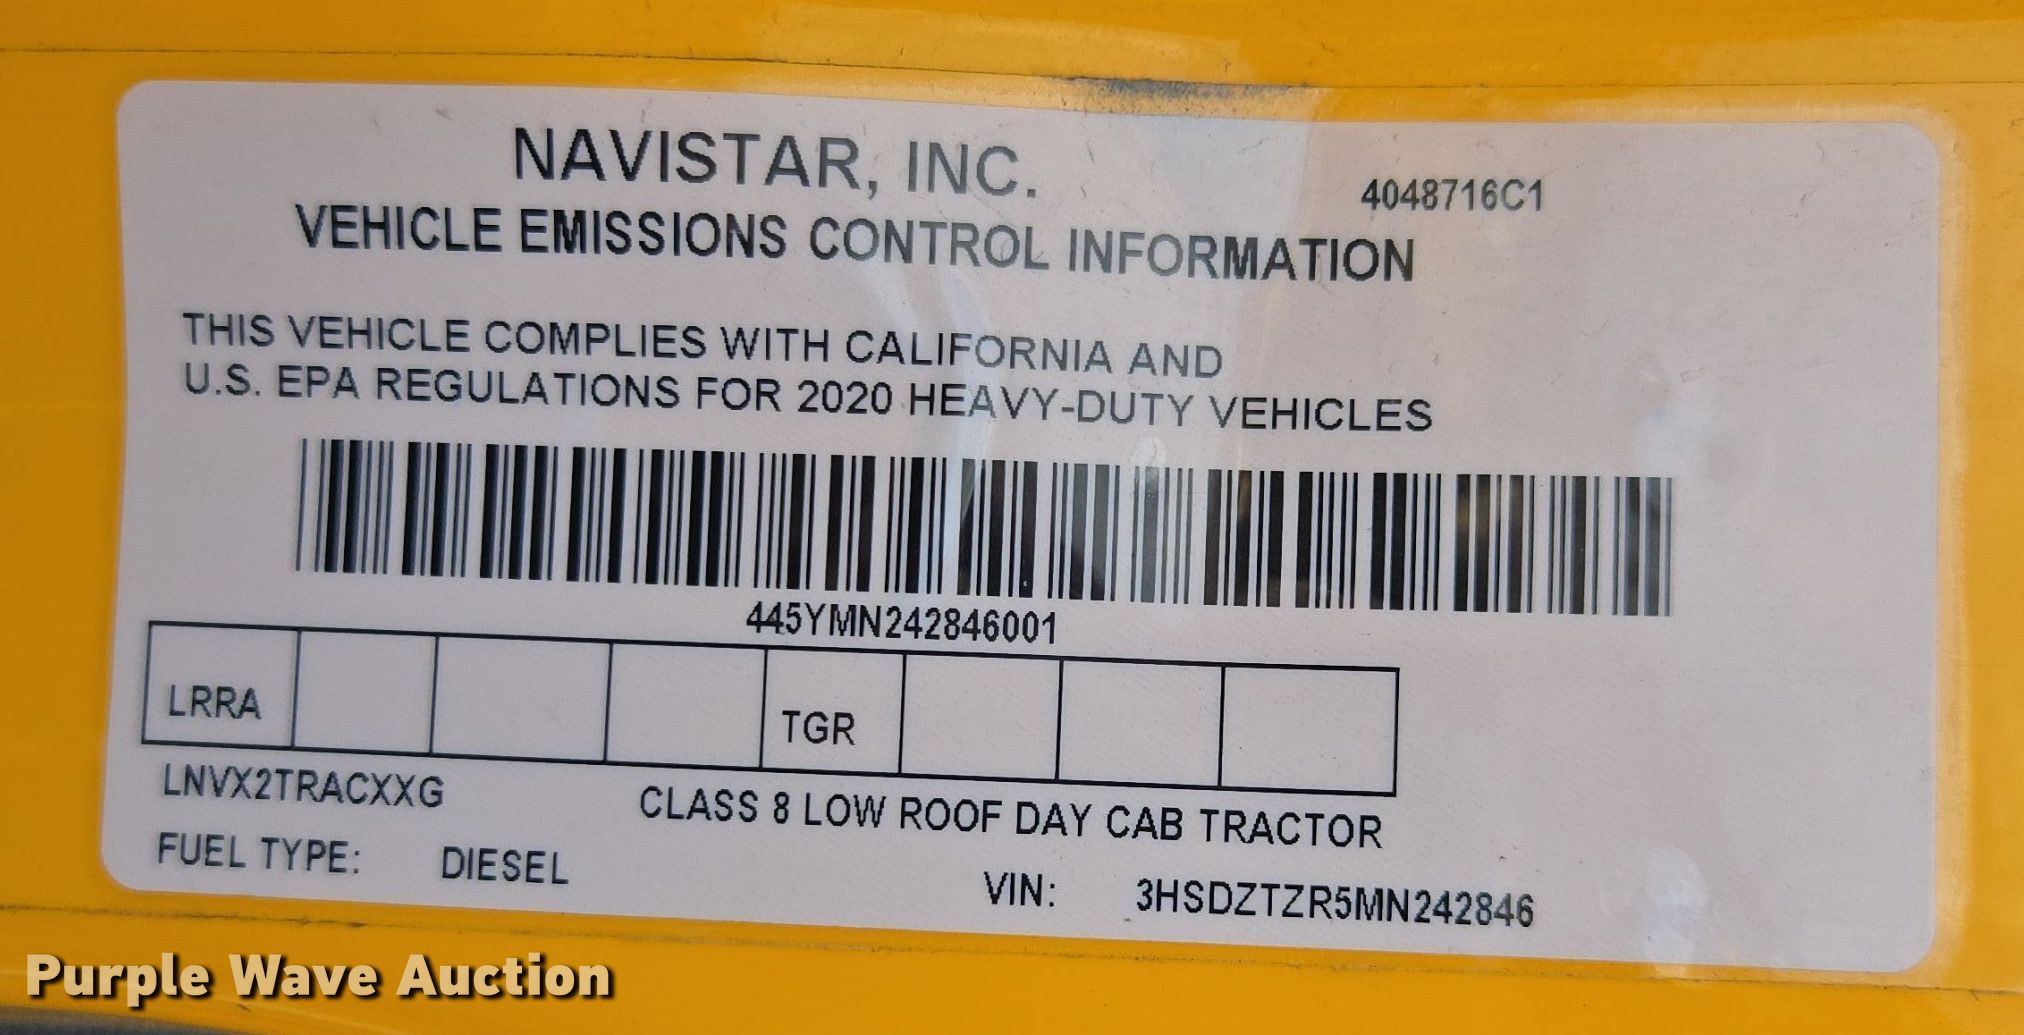 NAVISTAR, INC.
4048716C1
VEHICLE EMISSIONS CONTROL INFORMATION
THIS VEHICLE COMPLIES WITH CALIFORNIA AND
U.S. EPA REGULATIONS FOR 2020 HEAVY-DUTY VEHICLES
445YMN242846001
LRRA TGR
LNVX2TRACXXG
CLASS 8 LOW ROOF DAY CAB TRACTOR
FUEL TYPE: DIESEL
VIN: 3HSDZTZR5MN242846
Purple Wave Auction